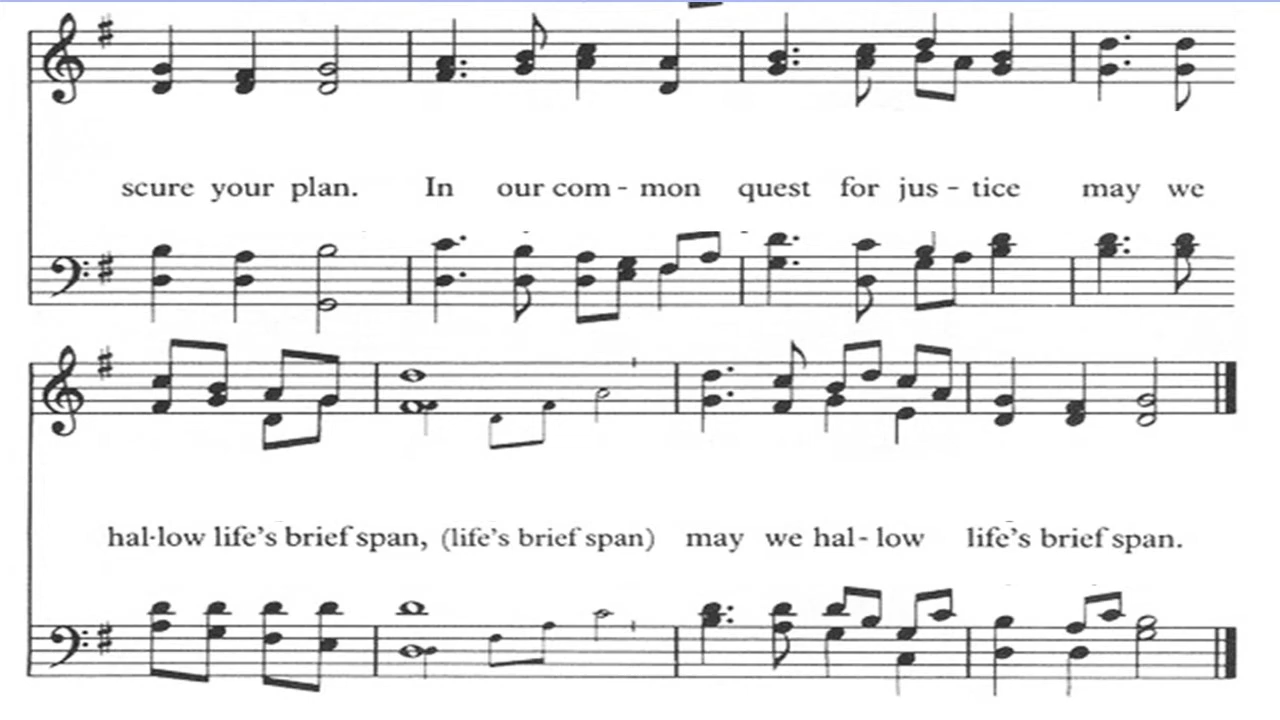 scure your plan. In our com - mon quest for jus - tice may we
hal-low life's brief span, (life's brief span) may we hal - low life's brief span.